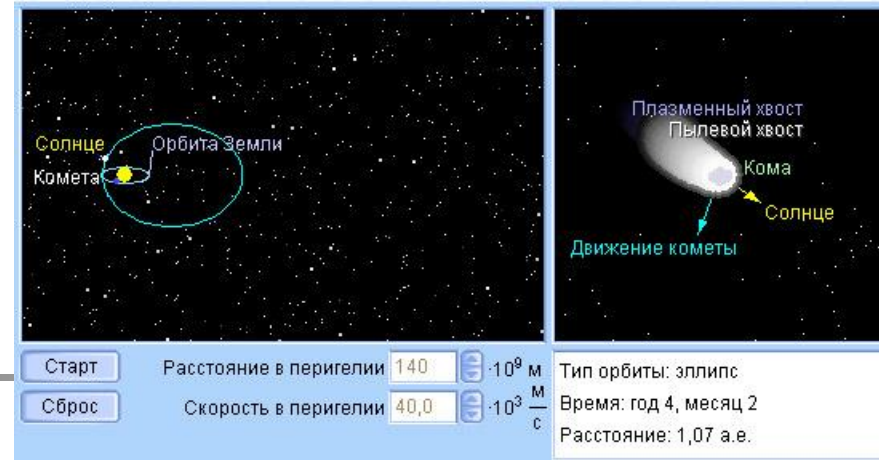 Солнце
Орбита Земли
Комета
Плазменный хвост
Пылевой хвост
Кома
Солнце
Движение кометы
Старт
Расстояние в перигелии 140 ·10⁹ м
Сброс
Скорость в перигелии 40,0 ·10³ м/с
Тип орбиты: эллипс
Время: год 4, месяц 2
Расстояние: 1,07 а.е.